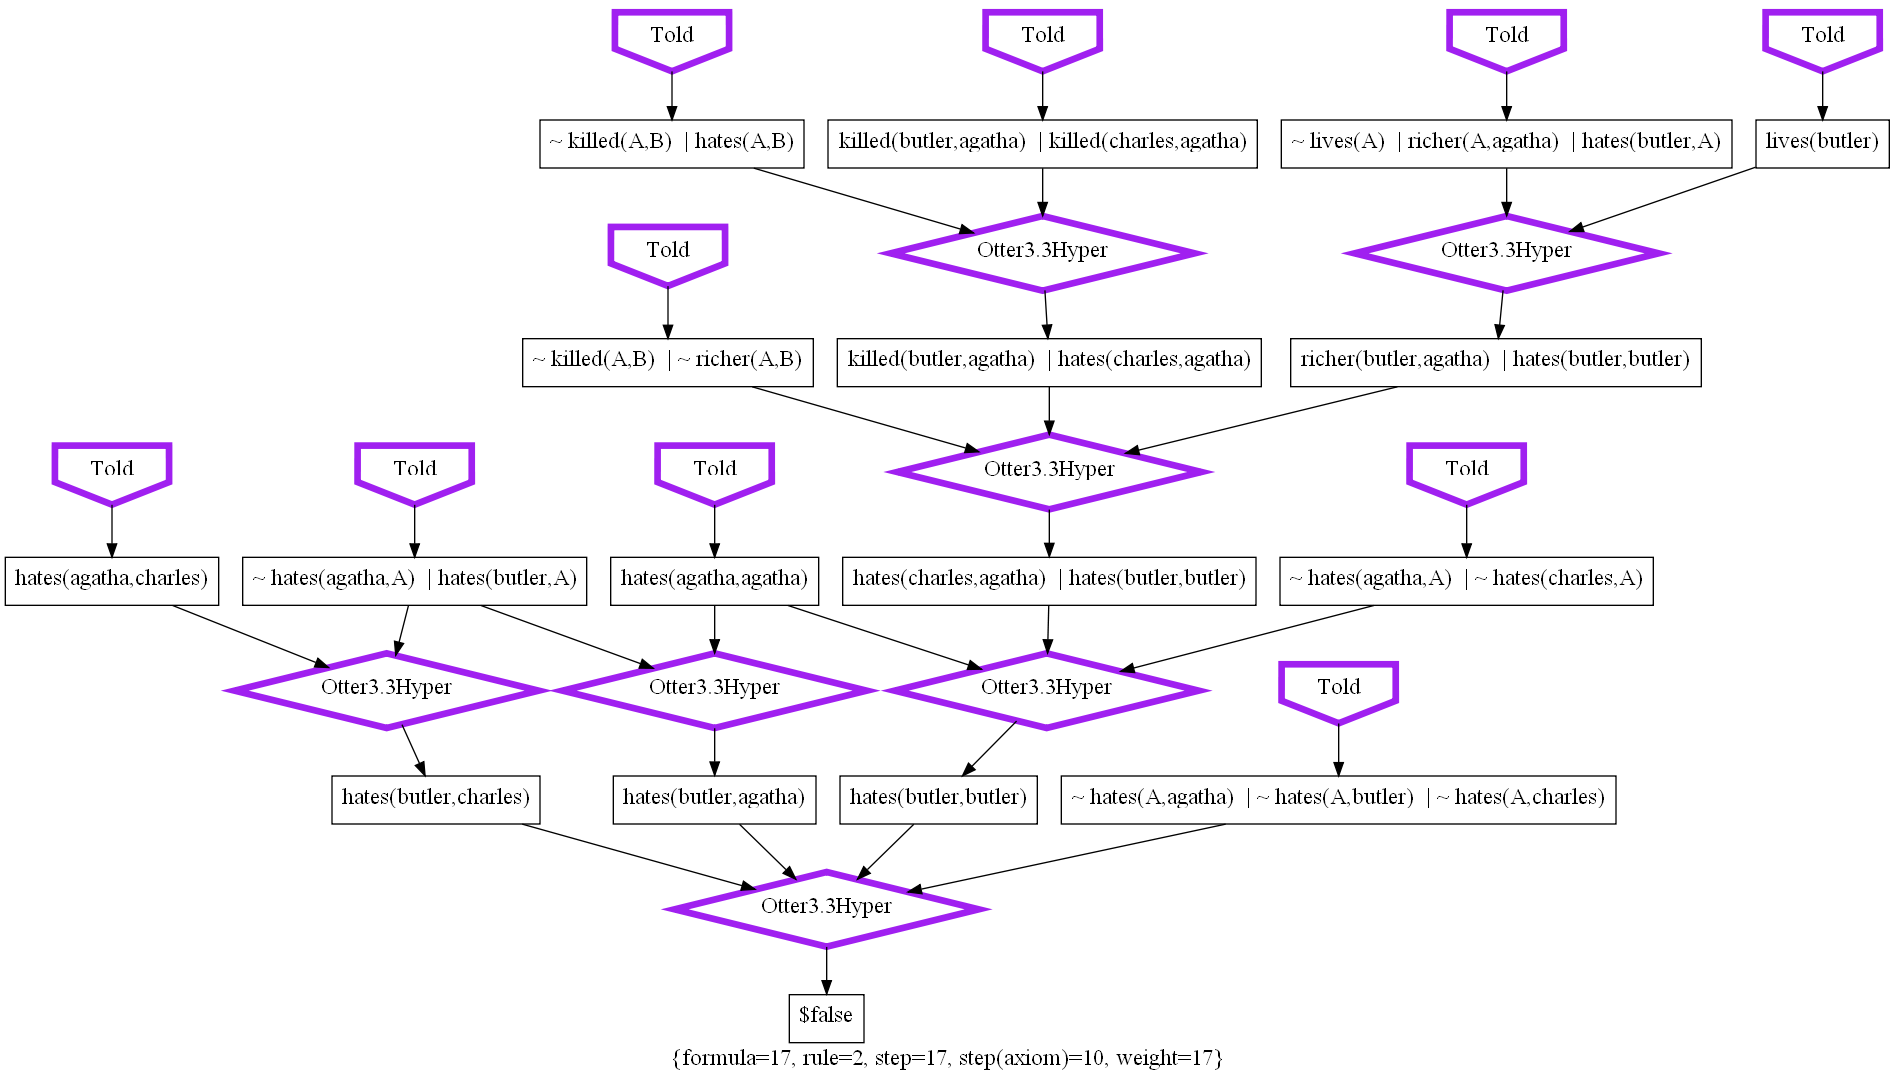 Told
Told
Told
Told
~ killed(A,B) | hates(A,B)
killed(butler,agatha) | killed(charles,agatha)
~ lives(A) | richer(A,agatha) | hates(butler,A)
lives(butler)
Told
Otter3.3Hyper
Otter3.3Hyper
~ killed(A,B) | ~ richer(A,B)
killed(butler,agatha) | hates(charles,agatha)
richer(butler,agatha) | hates(butler,butler)
Told
Told
Told
Otter3.3Hyper
Told
hates(agatha,charles)
~ hates(agatha,A) | hates(butler,A)
hates(agatha,agatha)
hates(charles,agatha) | hates(butler,butler)
~ hates(agatha,A) | ~ hates(charles,A)
Otter3.3Hyper
Otter3.3Hyper
Otter3.3Hyper
Told
hates(butler,charles)
hates(butler,agatha)
hates(butler,butler)
~ hates(A,agatha) | ~ hates(A,butler) | ~ hates(A,charles)
Otter3.3Hyper
$false
{formula=17, rule=2, step=17, step(axiom)=10, weight=17}